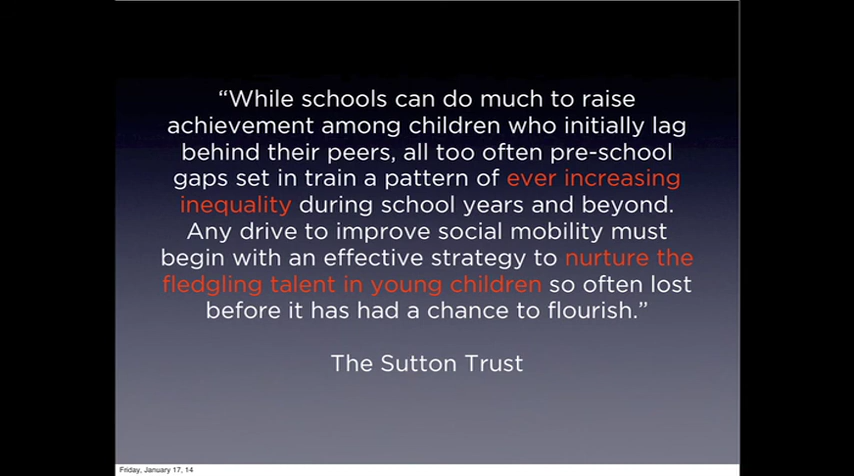 “While schools can do much to raise
achievement among children who initially lag
behind their peers, all too often pre-school
gaps set in train a pattern of ever increasing
inequality during school years and beyond.
Any drive to improve social mobility must
begin with an effective strategy to nurture the
fledgling talent in young children so often lost
before it has had a chance to flourish.”
The Sutton Trust
Friday, January 17, 14